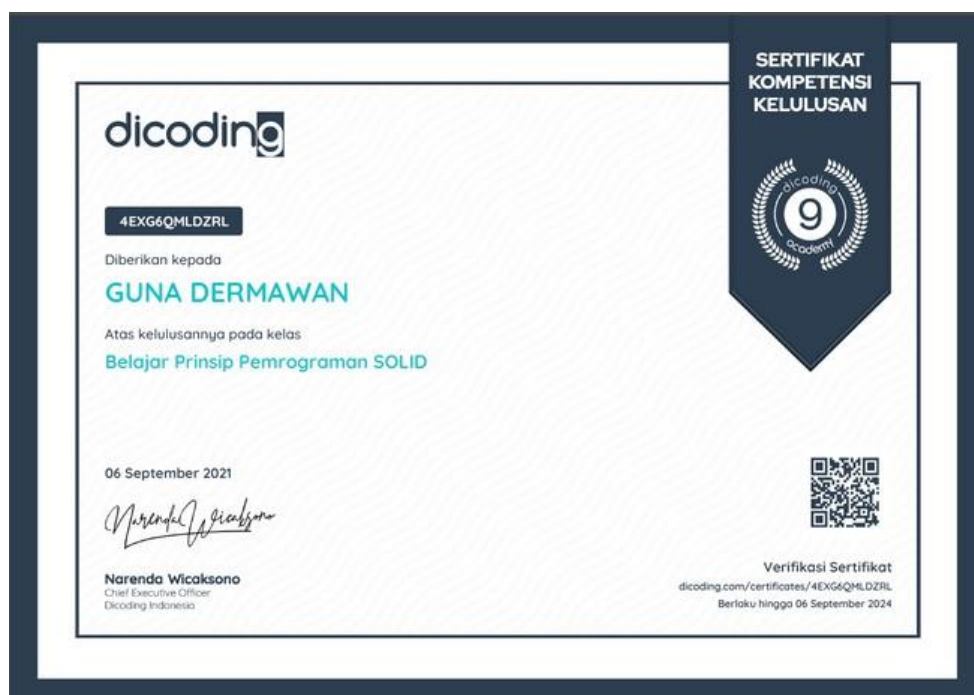 SERTIFIKAT
KOMPETENSI
KELULUSAN
dicoding
dicoding
9
academy
4EXG6QMLDZRL
Diberikan kepada
GUNA DERMAWAN
Atas kelulusannya pada kelas
Belajar Prinsip Pemrograman SOLID
06 September 2021
Narenda Wicaksono
Narenda Wicaksono
Chief Executive Officer
Dicoding Indonesia
Verifikasi Sertifikat
dicoding.com/certificates/4EXG6QMLDZRL
Berlaku hingga 06 September 2024